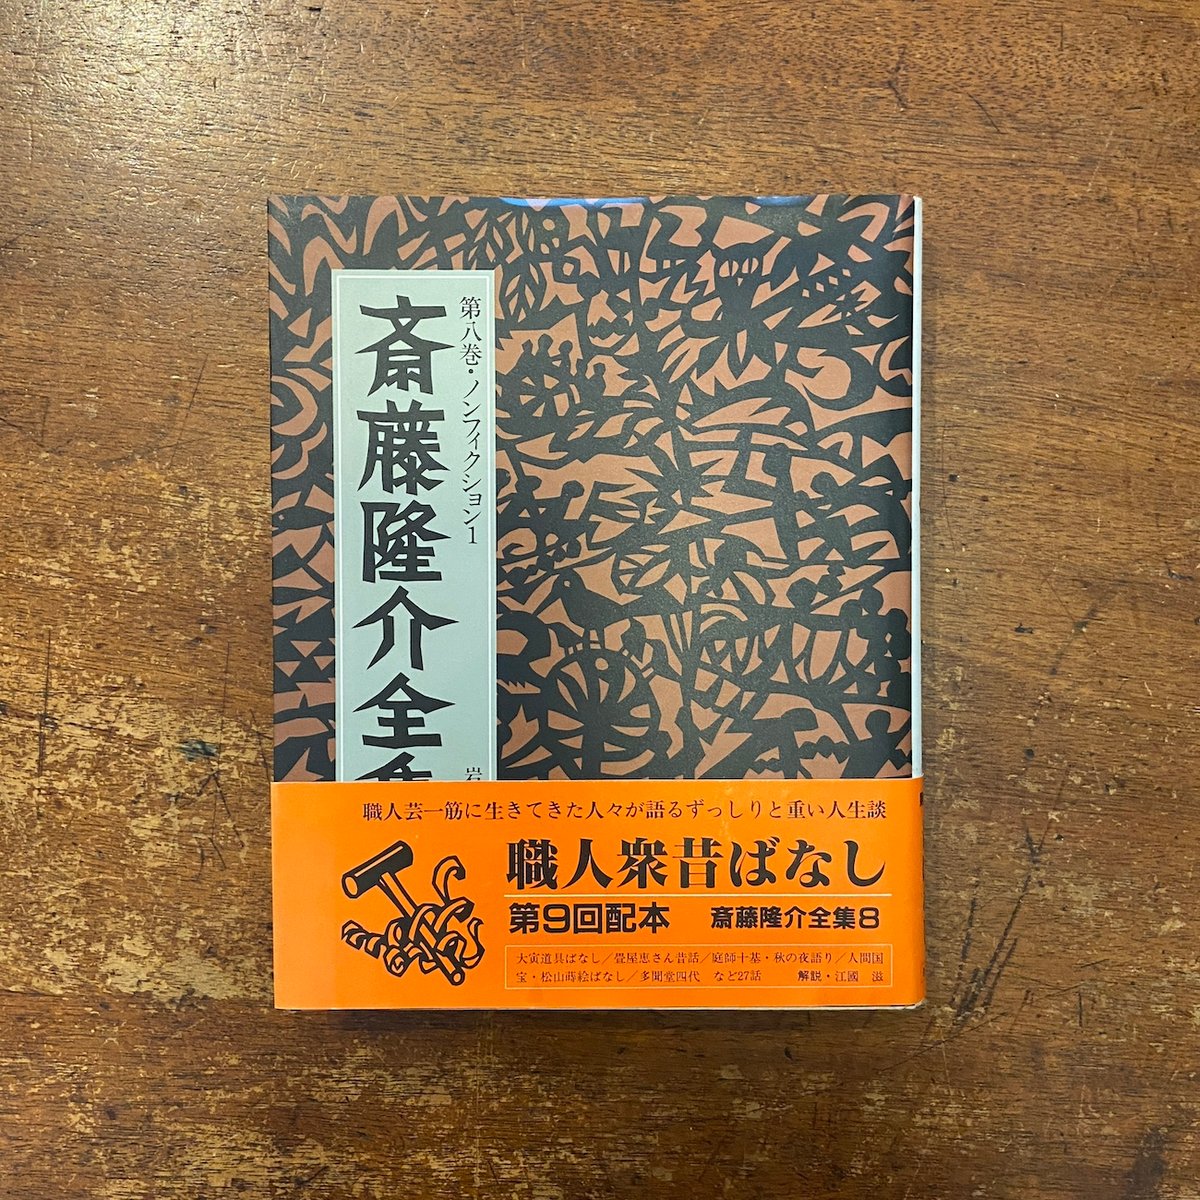 第八巻・ノンフィクション1
斎藤隆介全集
岩
職人芸一筋に生きてきた人々が語るずっしりと重い人生談
職人衆昔ばなし
第9回配本　斎藤隆介全集8
大寅道具ばなし／畳屋恵さん昔話／庭師十基・秋の夜語り／人間国
宝・松山蒔絵ばなし／多聞堂四代　など27話　解説・江國　滋